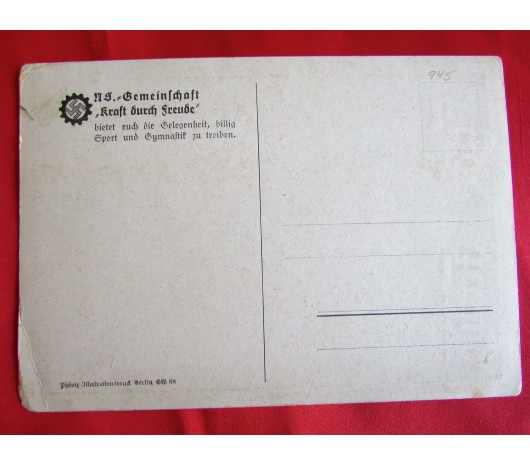 945
NS.-Gemeinschaft
„Kraft durch Freude“
bietet euch die Gelegenheit, billig
Sport und Gymnastik zu treiben.
Phönix Illustrationsdruck Berlin SW 68